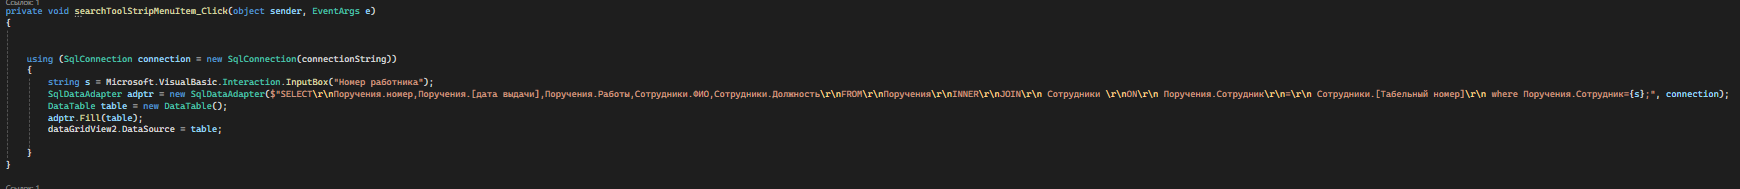 Ссылок: 1
private void searchToolStripMenuItem_Click(object sender, EventArgs e)
{
using (SqlConnection connection = new SqlConnection(connectionString))
{
string s = Microsoft.VisualBasic.Interaction.InputBox("Номер работника");
SqlDataAdapter adptr = new SqlDataAdapter($"SELECT\r\nПоручения.номер,Поручения.[дата выдачи],Поручения.Работы,Сотрудники.ФИО,Сотрудники.Должность\r\nFROM\r\nПоручения\r\nINNER\r\nJOIN\r\n Сотрудники \r\nON\r\n Поручения.Сотрудник\r\n=\r\n Сотрудники.[Табельный номер]\r\n where Поручения.Сотрудник={s};", connection);
DataTable table = new DataTable();
adptr.Fill(table);
dataGridView2.DataSource = table;
}
}
Ссылок: 1